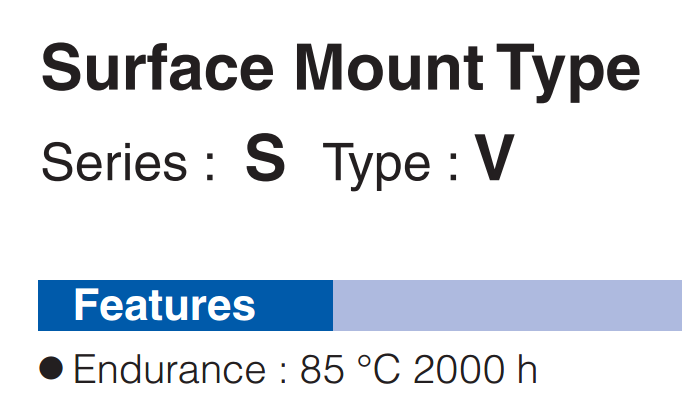 Surface Mount Type
Series : S Type : V
Features
● Endurance : 85 °C 2000 h